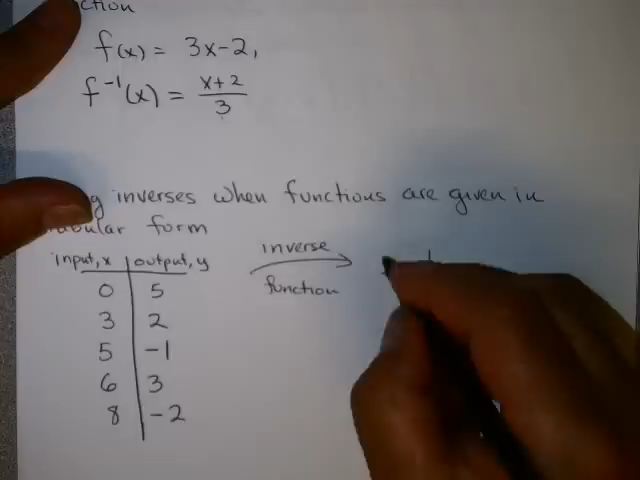 f(x) = 3x-2,
f⁻¹(x) = x+2/3
inverses when functions are given in
form
input, x | output, y
0 | 5
3 | 2
5 | -1
6 | 3
8 | -2
inverse
function